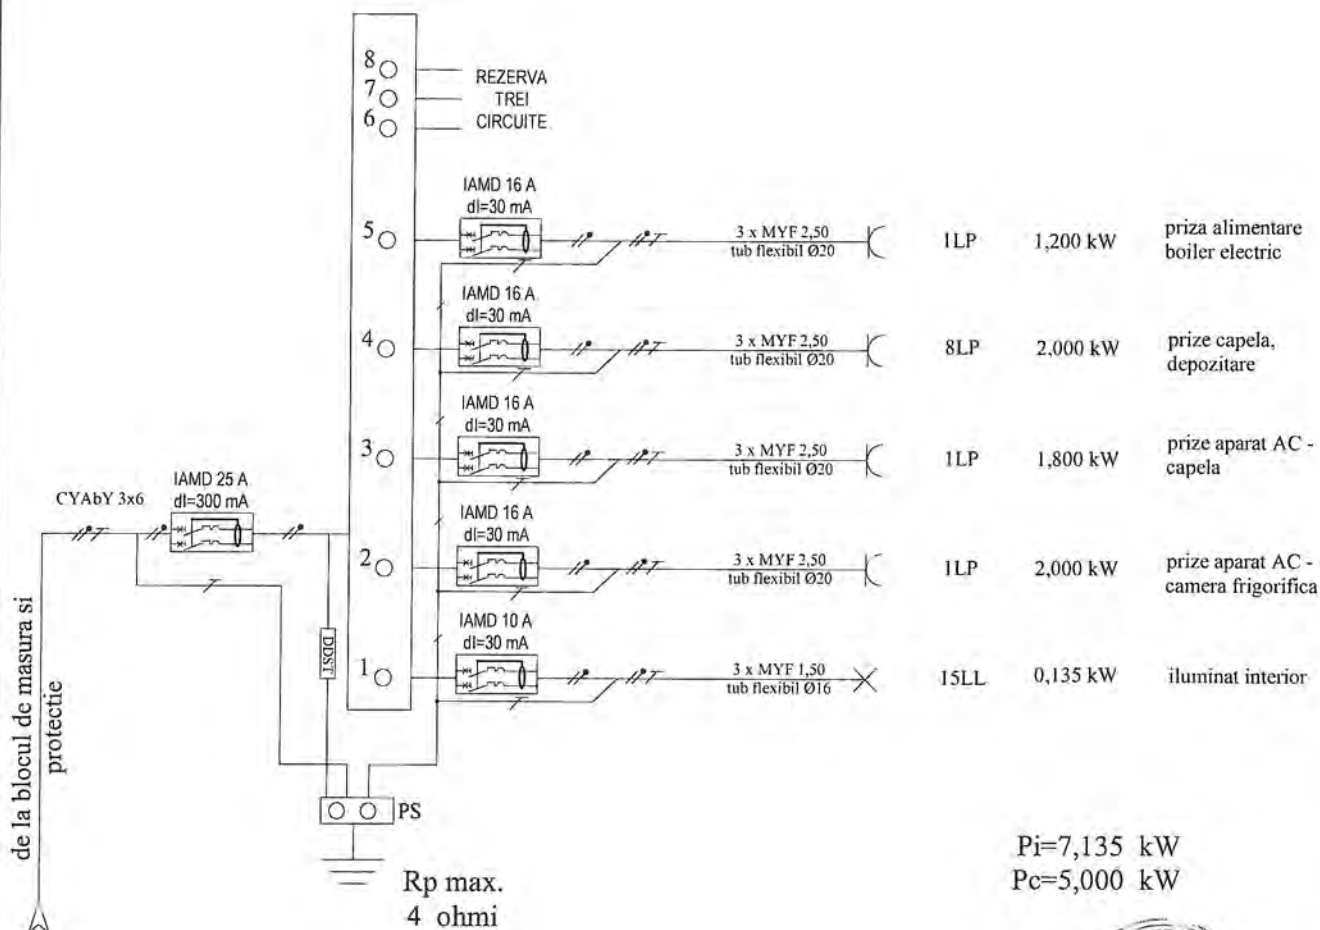 8
7
6
REZERVA
TREI
CIRCUITE
IAMD 16 A
dI=30 mA
5
3 x MYF 2,50
tub flexibil Ø20
1LP
1,200 kW
priza alimentare
boiler electric
IAMD 16 A
dI=30 mA
4
3 x MYF 2,50
tub flexibil Ø20
8LP
2,000 kW
prize capela,
depozitare
IAMD 16 A
dI=30 mA
3
3 x MYF 2,50
tub flexibil Ø20
1LP
1,800 kW
prize aparat AC -
capela
CYAbY 3x6
IAMD 25 A
dI=300 mA
IAMD 16 A
dI=30 mA
2
3 x MYF 2,50
tub flexibil Ø20
1LP
2,000 kW
prize aparat AC -
camera frigorifica
IAMD 10 A
dI=30 mA
1
3 x MYF 1,50
tub flexibil Ø16
15LL
0,135 kW
iluminat interior
DDST
de la blocul de masura si
protectie
PS
Rp max.
4 ohmi
Pi=7,135 kW
Pc=5,000 kW